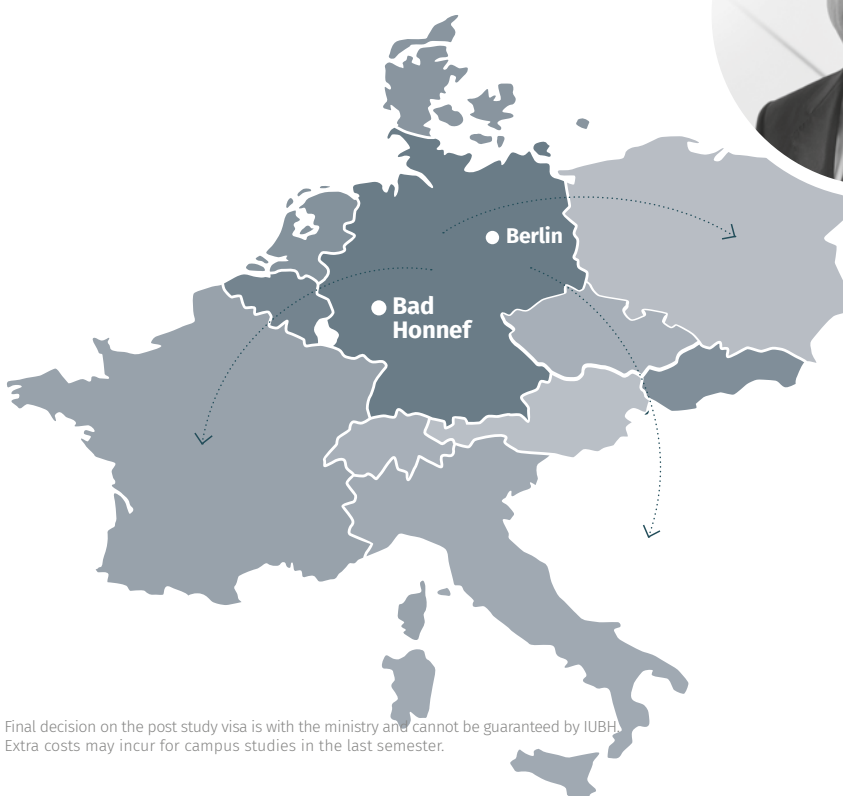 Berlin
Bad
Honnef
Final decision on the post study visa is with the ministry and cannot be guaranteed by IUBH.
Extra costs may incur for campus studies in the last semester.